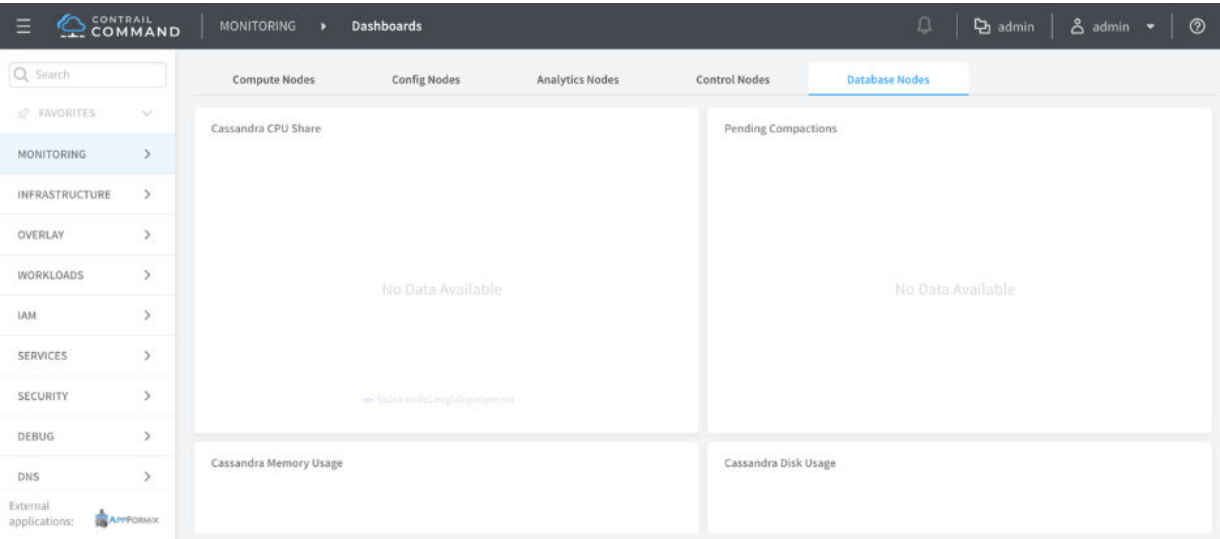 CONTRAIL
COMMAND
MONITORING
Dashboards
admin
admin
Search
FAVORITES
MONITORING
INFRASTRUCTURE
OVERLAY
WORKLOADS
IAM
SERVICES
SECURITY
DEBUG
DNS
External
applications:
APPFORMIX
Compute Nodes
Config Nodes
Analytics Nodes
Control Nodes
Database Nodes
Cassandra CPU Share
No Data Available
Pending Compactions
No Data Available
Cassandra Memory Usage
Cassandra Disk Usage